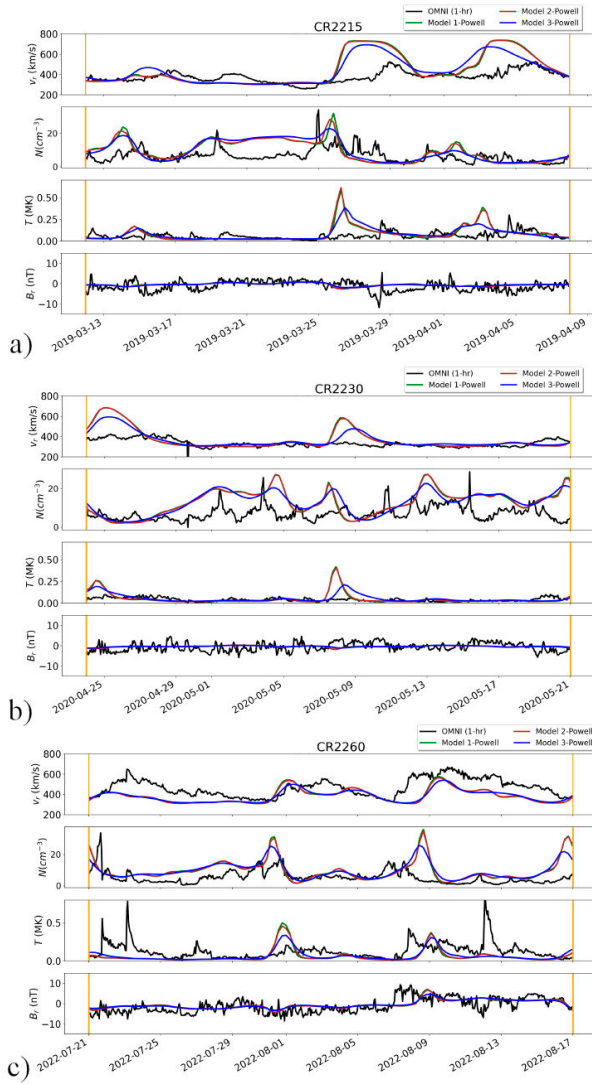 CR2215
OMNI (1-hr)
Model 1-Powell
Model 2-Powell
Model 3-Powell
800
600
400
200
v_r (km/s)
20
0
N(cm^-3)
0.50
0.25
0.00
T (MK)
10
0
−10
B_r (nT)
2019-03-13
2019-03-17
2019-03-21
2019-03-25
2019-03-29
2019-04-01
2019-04-05
2019-04-09
a)
CR2230
OMNI (1-hr)
Model 1-Powell
Model 2-Powell
Model 3-Powell
800
600
400
200
v_r (km/s)
20
0
N(cm^-3)
0.50
0.25
0.00
T (MK)
10
0
−10
B_r (nT)
2020-04-25
2020-04-29
2020-05-01
2020-05-05
2020-05-09
2020-05-13
2020-05-17
2020-05-21
b)
CR2260
OMNI (1-hr)
Model 1-Powell
Model 2-Powell
Model 3-Powell
800
600
400
200
v_r (km/s)
20
0
N(cm^-3)
0.5
0.0
T (MK)
10
0
−10
B_r (nT)
2022-07-21
2022-07-25
2022-07-29
2022-08-01
2022-08-05
2022-08-09
2022-08-13
2022-08-17
c)